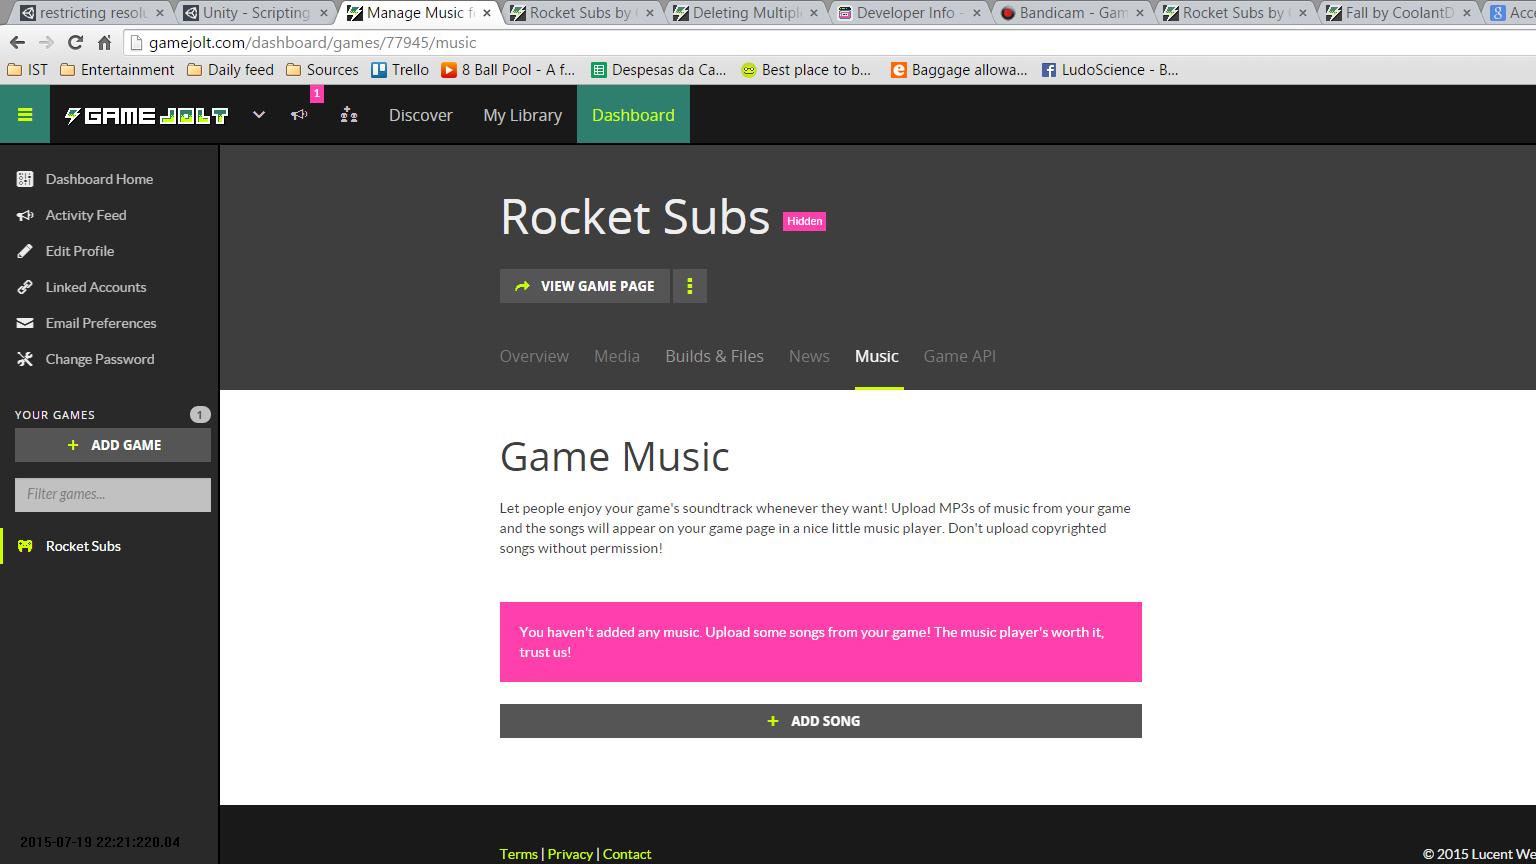 restricting resolu
Unity - Scripting
Manage Music f
Rocket Subs by
Deleting Multipl
Developer Info -
Bandicam - Gam
Rocket Subs by
Fall by CoolantD
Acce
gamejolt.com/dashboard/games/77945/music
IST Entertainment Daily feed Sources Trello 8 Ball Pool - A f... Despesas da Ca... Best place to b... Baggage allowa... LudoScience - B...
GAME JOLT 1 Discover My Library Dashboard
Dashboard Home
Activity Feed
Edit Profile
Linked Accounts
Email Preferences
Change Password
YOUR GAMES 1
+ ADD GAME
Filter games...
Rocket Subs
Rocket Subs Hidden
VIEW GAME PAGE
Overview Media Builds & Files News Music Game API
Game Music
Let people enjoy your game's soundtrack whenever they want! Upload MP3s of music from your game
and the songs will appear on your game page in a nice little music player. Don't upload copyrighted
songs without permission!
You haven't added any music. Upload some songs from your game! The music player's worth it,
trust us!
+ ADD SONG
2015-07-19 22:21:220.04
Terms | Privacy | Contact
© 2015 Lucent We